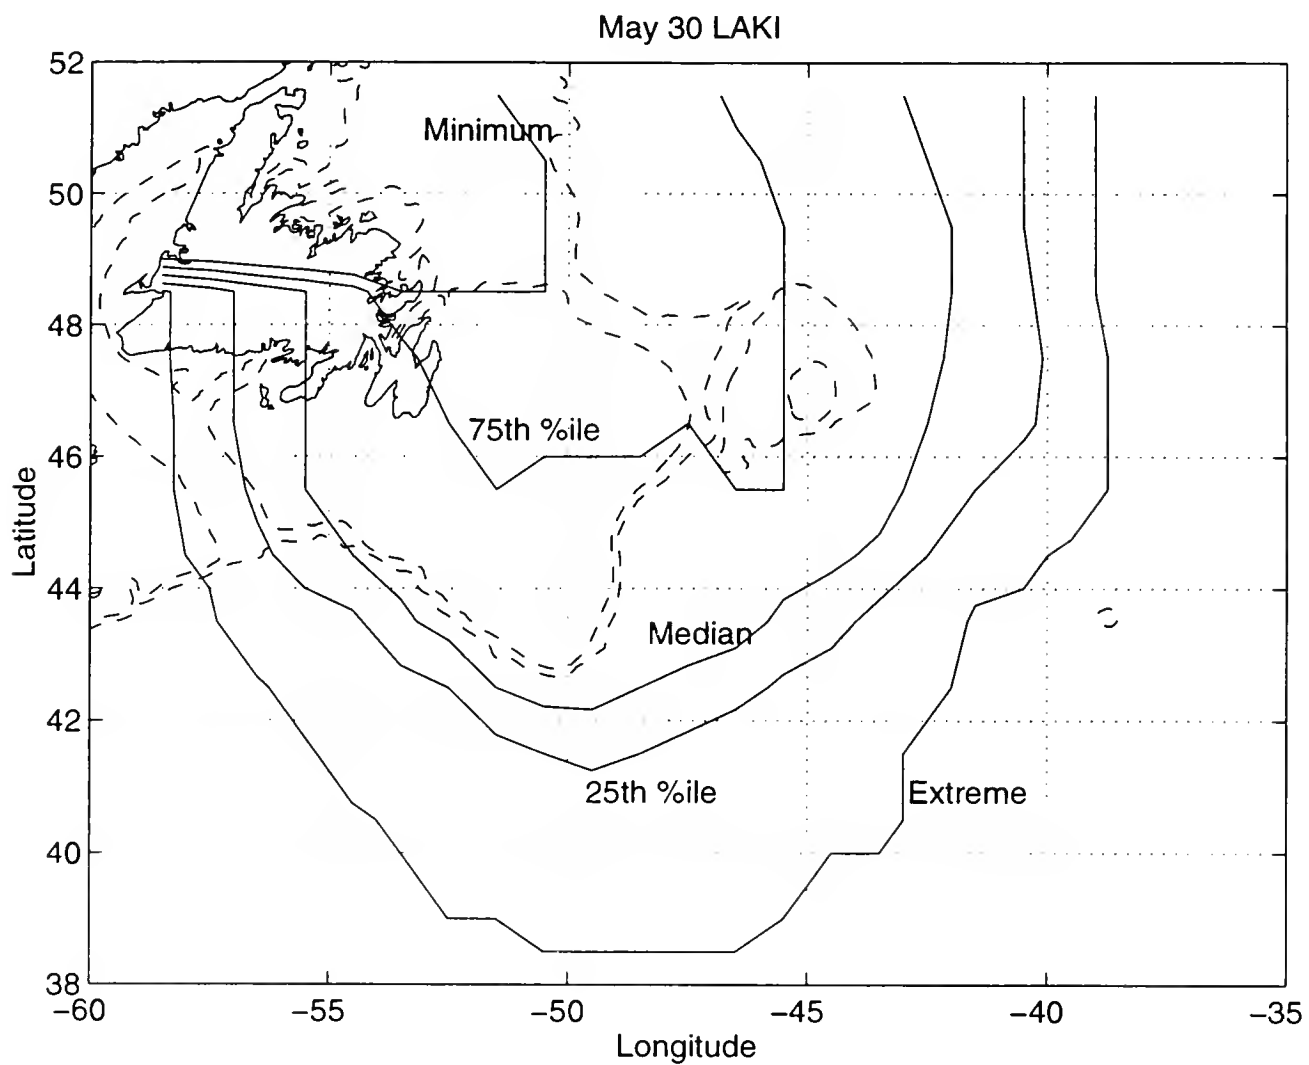 May 30 LAKI
52
50
48
46
44
42
40
38
Latitude
Minimum
75th %ile
Median
25th %ile
Extreme
−60
−55
−50
−45
−40
−35
Longitude